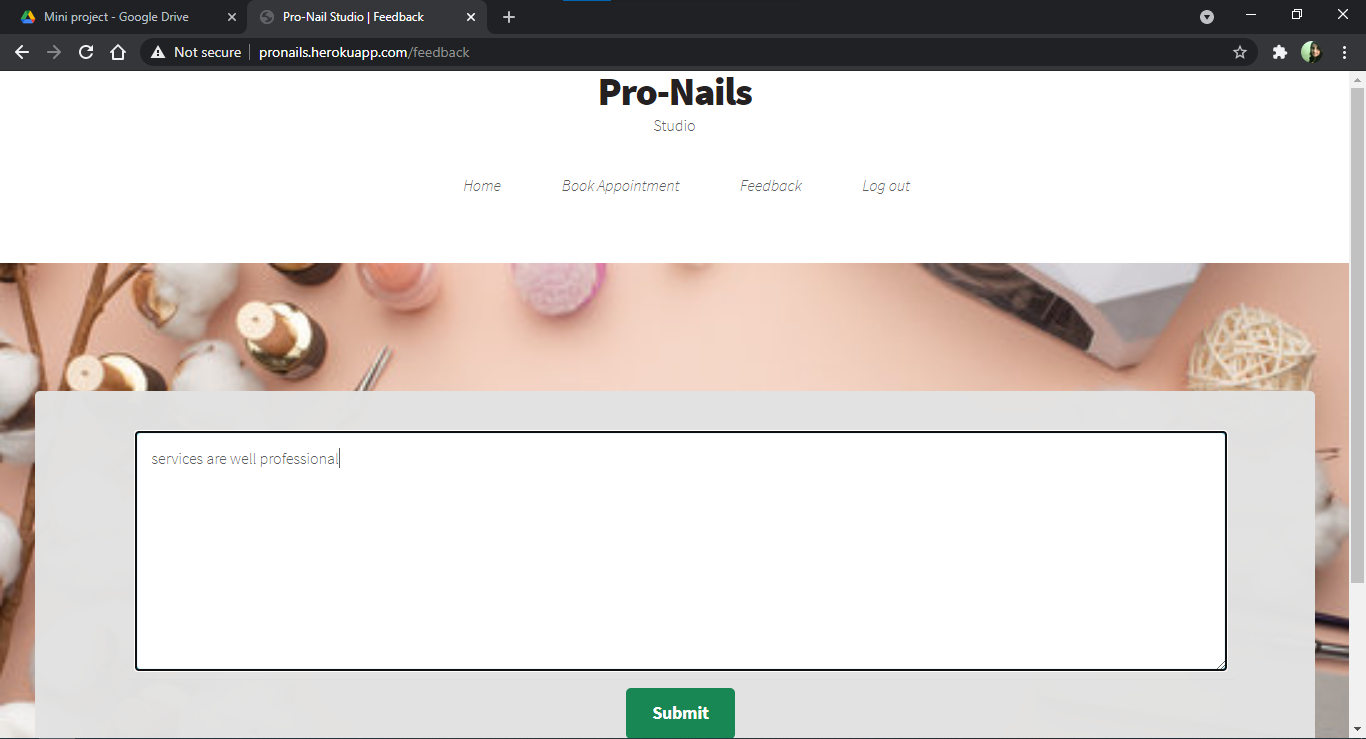 Mini project - Google Drive
Pro-Nail Studio | Feedback
Not secure | pronails.herokuapp.com/feedback
Pro-Nails
Studio
Home Book Appointment Feedback Log out
services are well professional
Submit